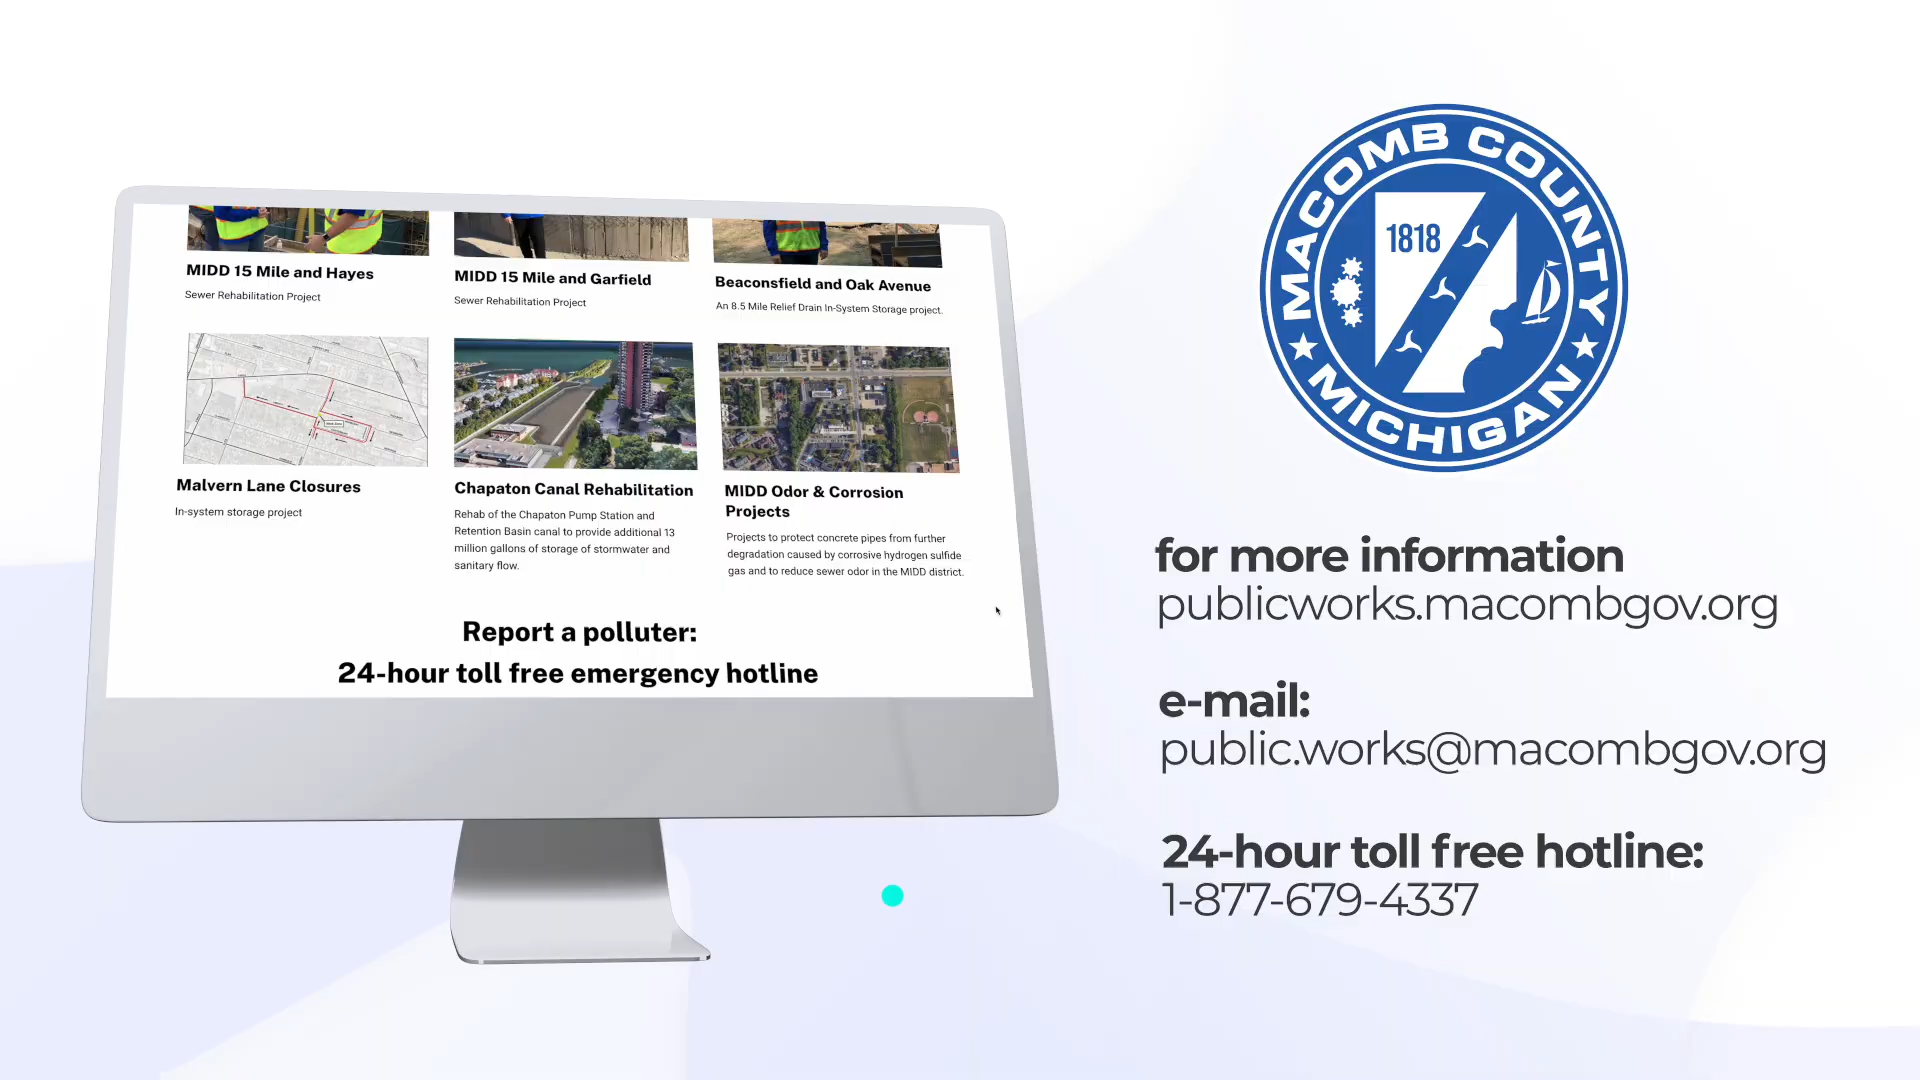 MIDD 15 Mile and Hayes
Sewer Rehabilitation Project
MIDD 15 Mile and Garfield
Sewer Rehabilitation Project
Beaconsfield and Oak Avenue
An 8.5 Mile Relief Drain In-System Storage project.
Malvern Lane Closures
In-system storage project
Chapaton Canal Rehabilitation
Rehab of the Chapaton Pump Station and
Retention Basin canal to provide additional 13
million gallons of storage of stormwater and
sanitary flow.
MIDD Odor & Corrosion
Projects
Projects to protect concrete pipes from further
degradation caused by corrosive hydrogen sulfide
gas and to reduce sewer odor in the MIDD district.
Report a polluter:
24-hour toll free emergency hotline
MACOMB COUNTY
1818
MICHIGAN
for more information
publicworks.macombgov.org
e-mail:
public.works@macombgov.org
24-hour toll free hotline:
1-877-679-4337